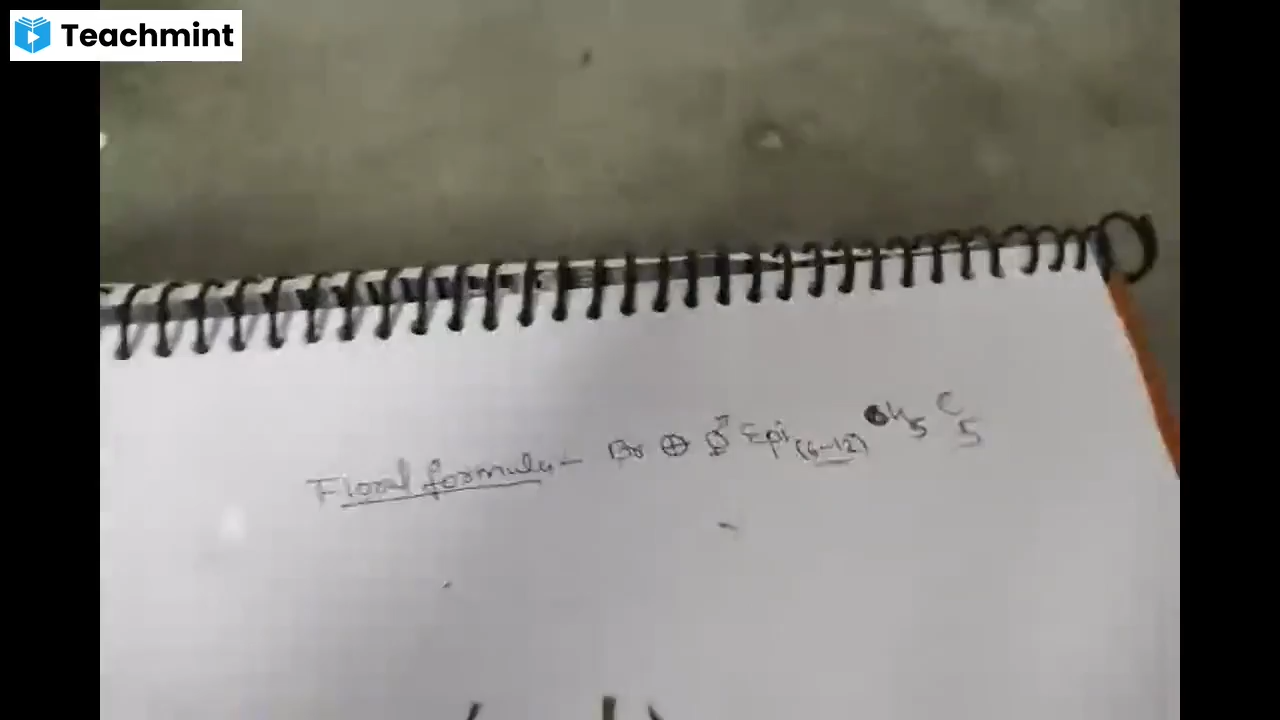 Teachmint
Floral formula – Br ⊕ ⚥ Epi(6-12) K5 C5